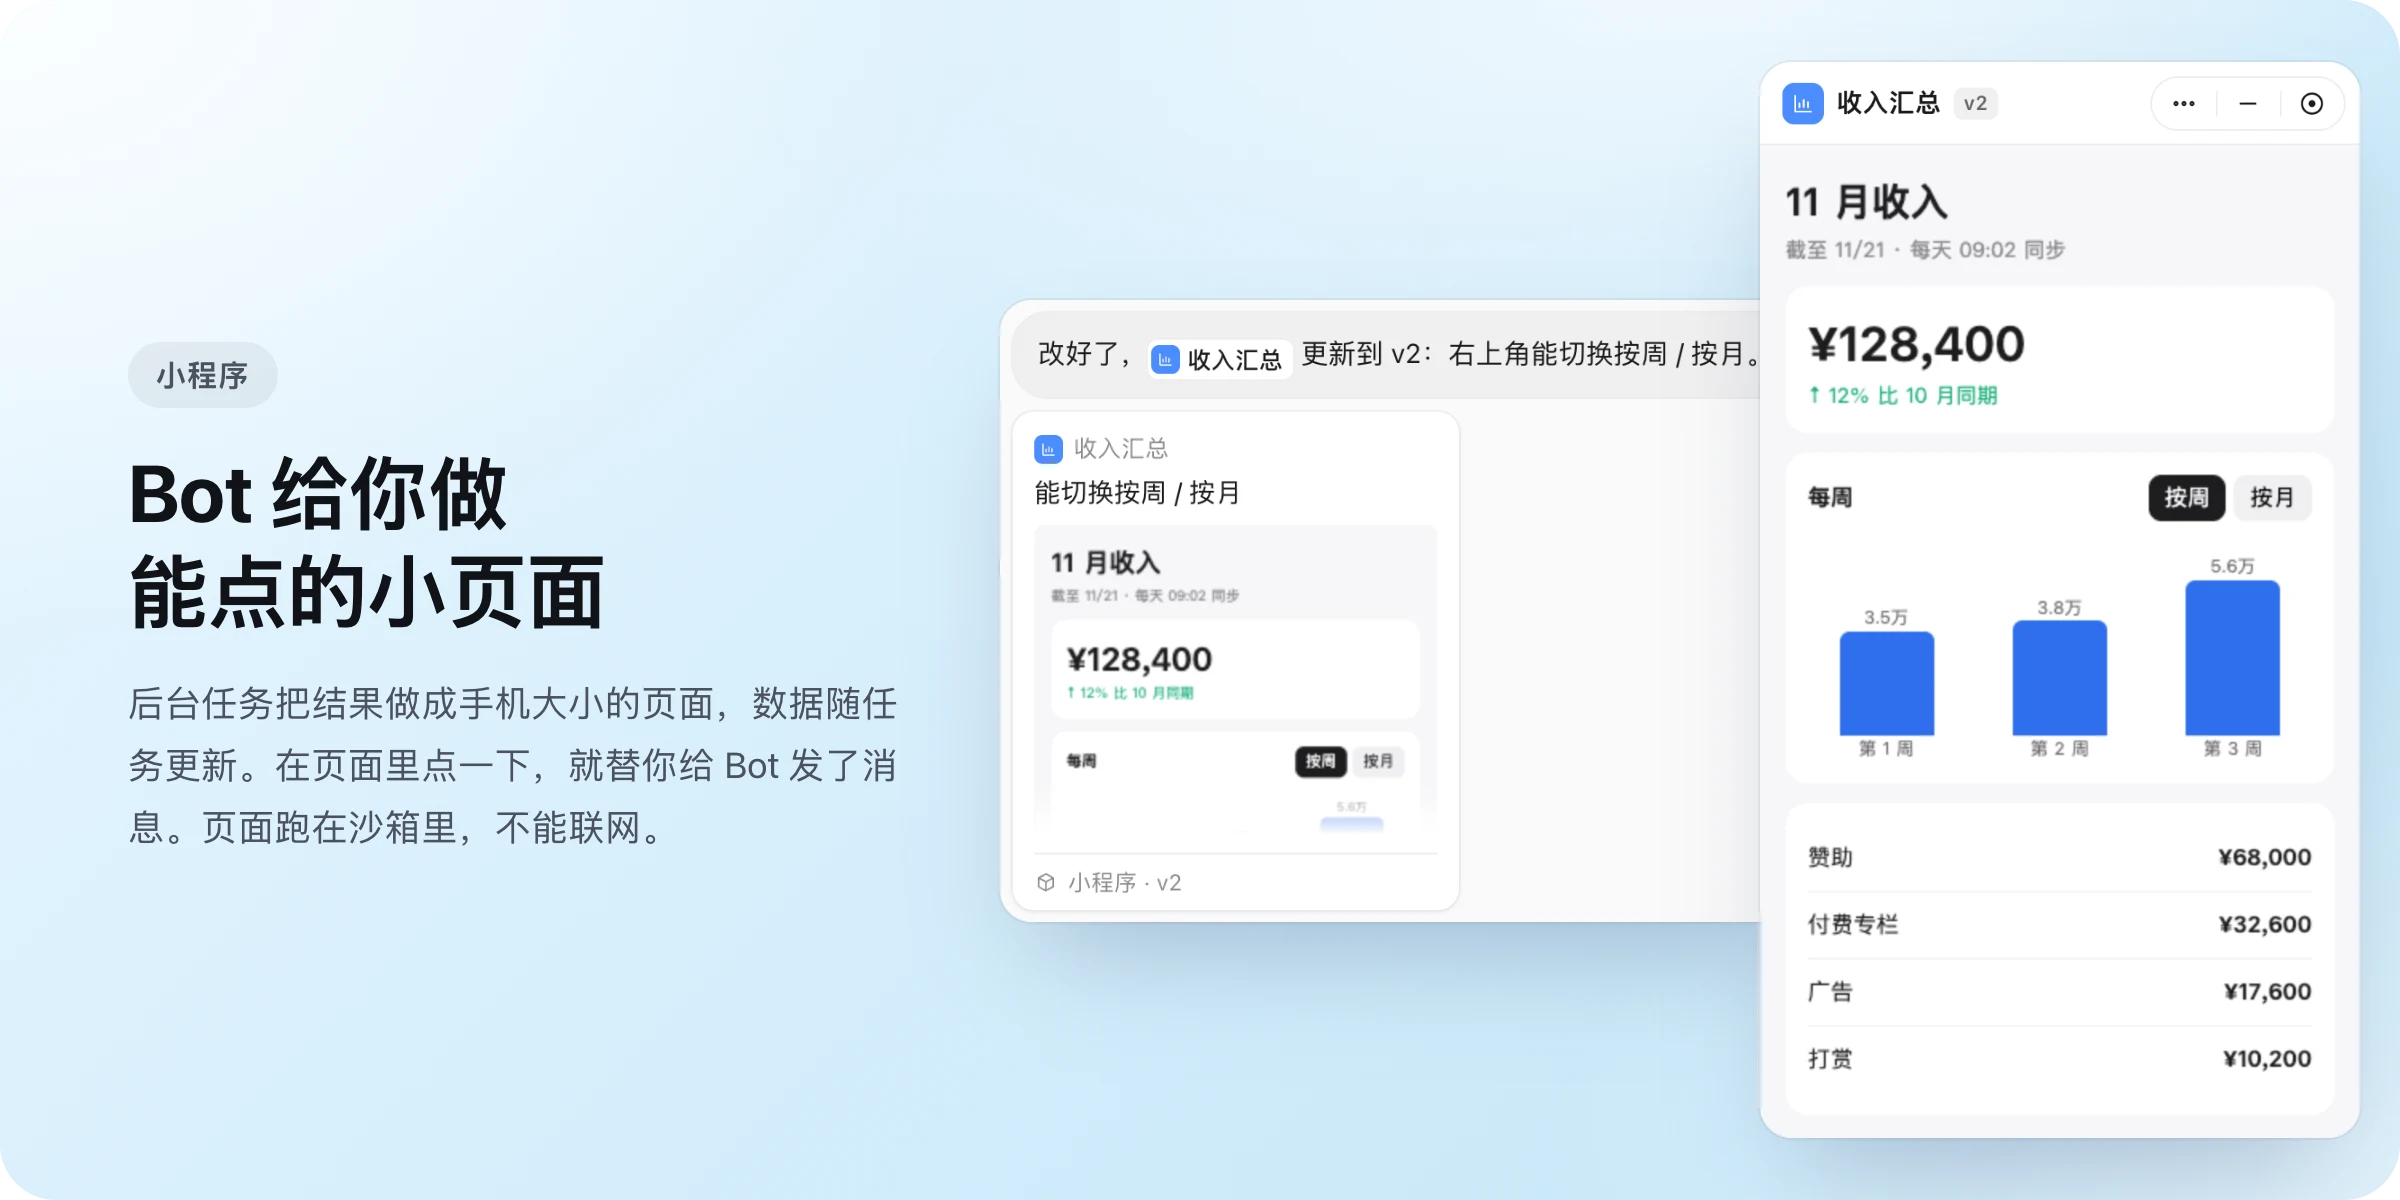 小程序
Bot 给你做
能点的小页面
后台任务把结果做成手机大小的页面，数据随任
务更新。在页面里点一下，就替你给 Bot 发了消
息。页面跑在沙箱里，不能联网。
改好了， 收入汇总 更新到 v2：右上角能切换按周 / 按月。
收入汇总
能切换按周 / 按月
11 月收入
截至 11/21 · 每天 09:02 同步
¥128,400
↑ 12% 比 10 月同期
每周 按周 按月
5.6万
小程序 · v2
收入汇总 v2
11 月收入
截至 11/21 · 每天 09:02 同步
¥128,400
↑ 12% 比 10 月同期
每周 按周 按月
3.5万 3.8万 5.6万
第 1 周 第 2 周 第 3 周
赞助 ¥68,000
付费专栏 ¥32,600
广告 ¥17,600
打赏 ¥10,200